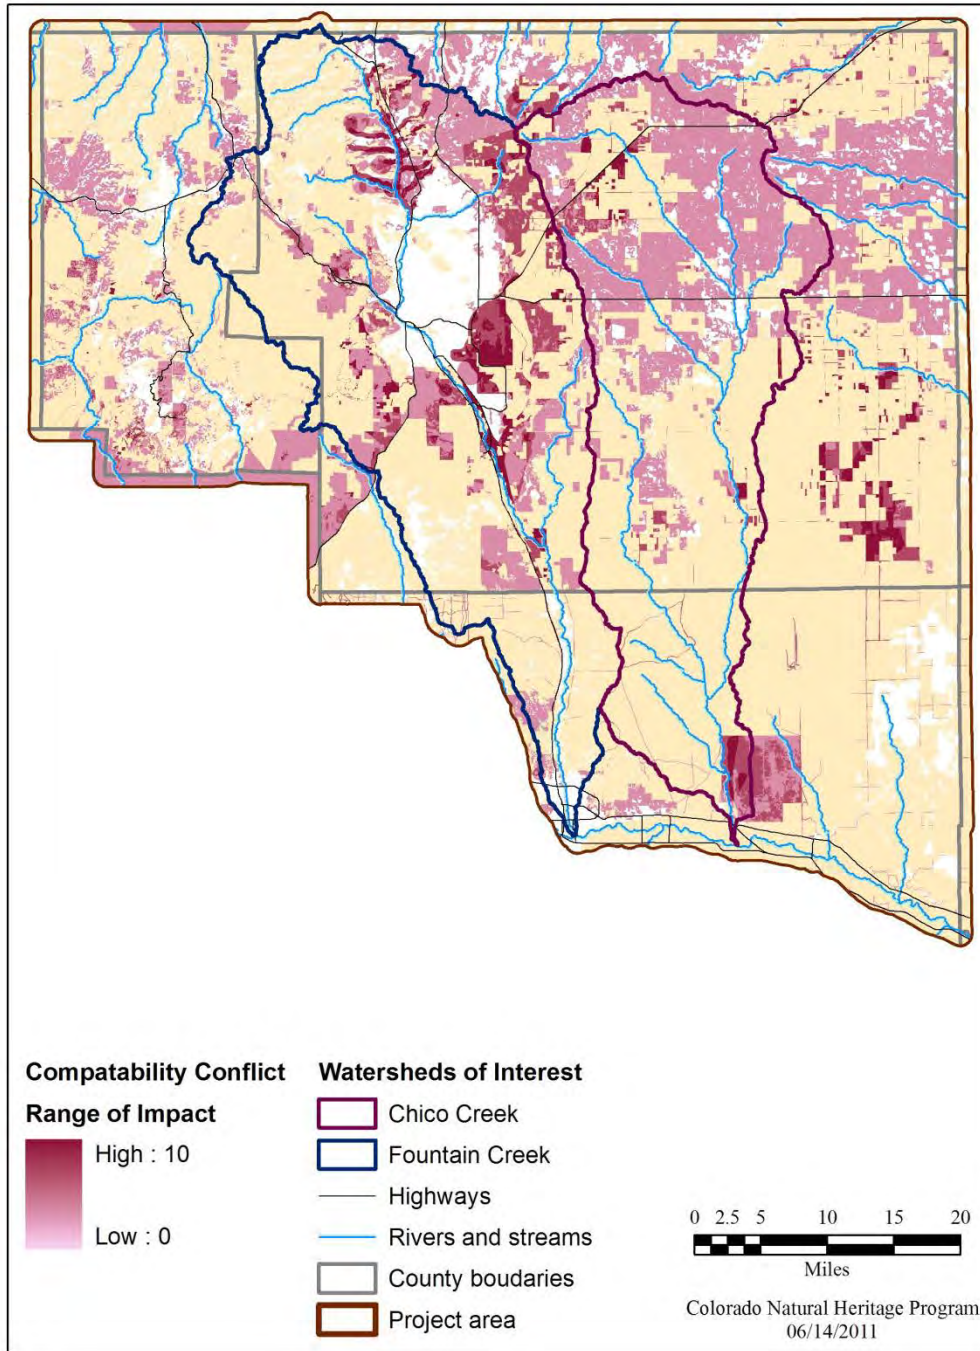 Compatability Conflict
Range of Impact
High : 10
Low : 0
Watersheds of Interest
Chico Creek
Fountain Creek
Highways
Rivers and streams
County boudaries
Project area
0 2.5 5 10 15 20
Miles
Colorado Natural Heritage Program
06/14/2011